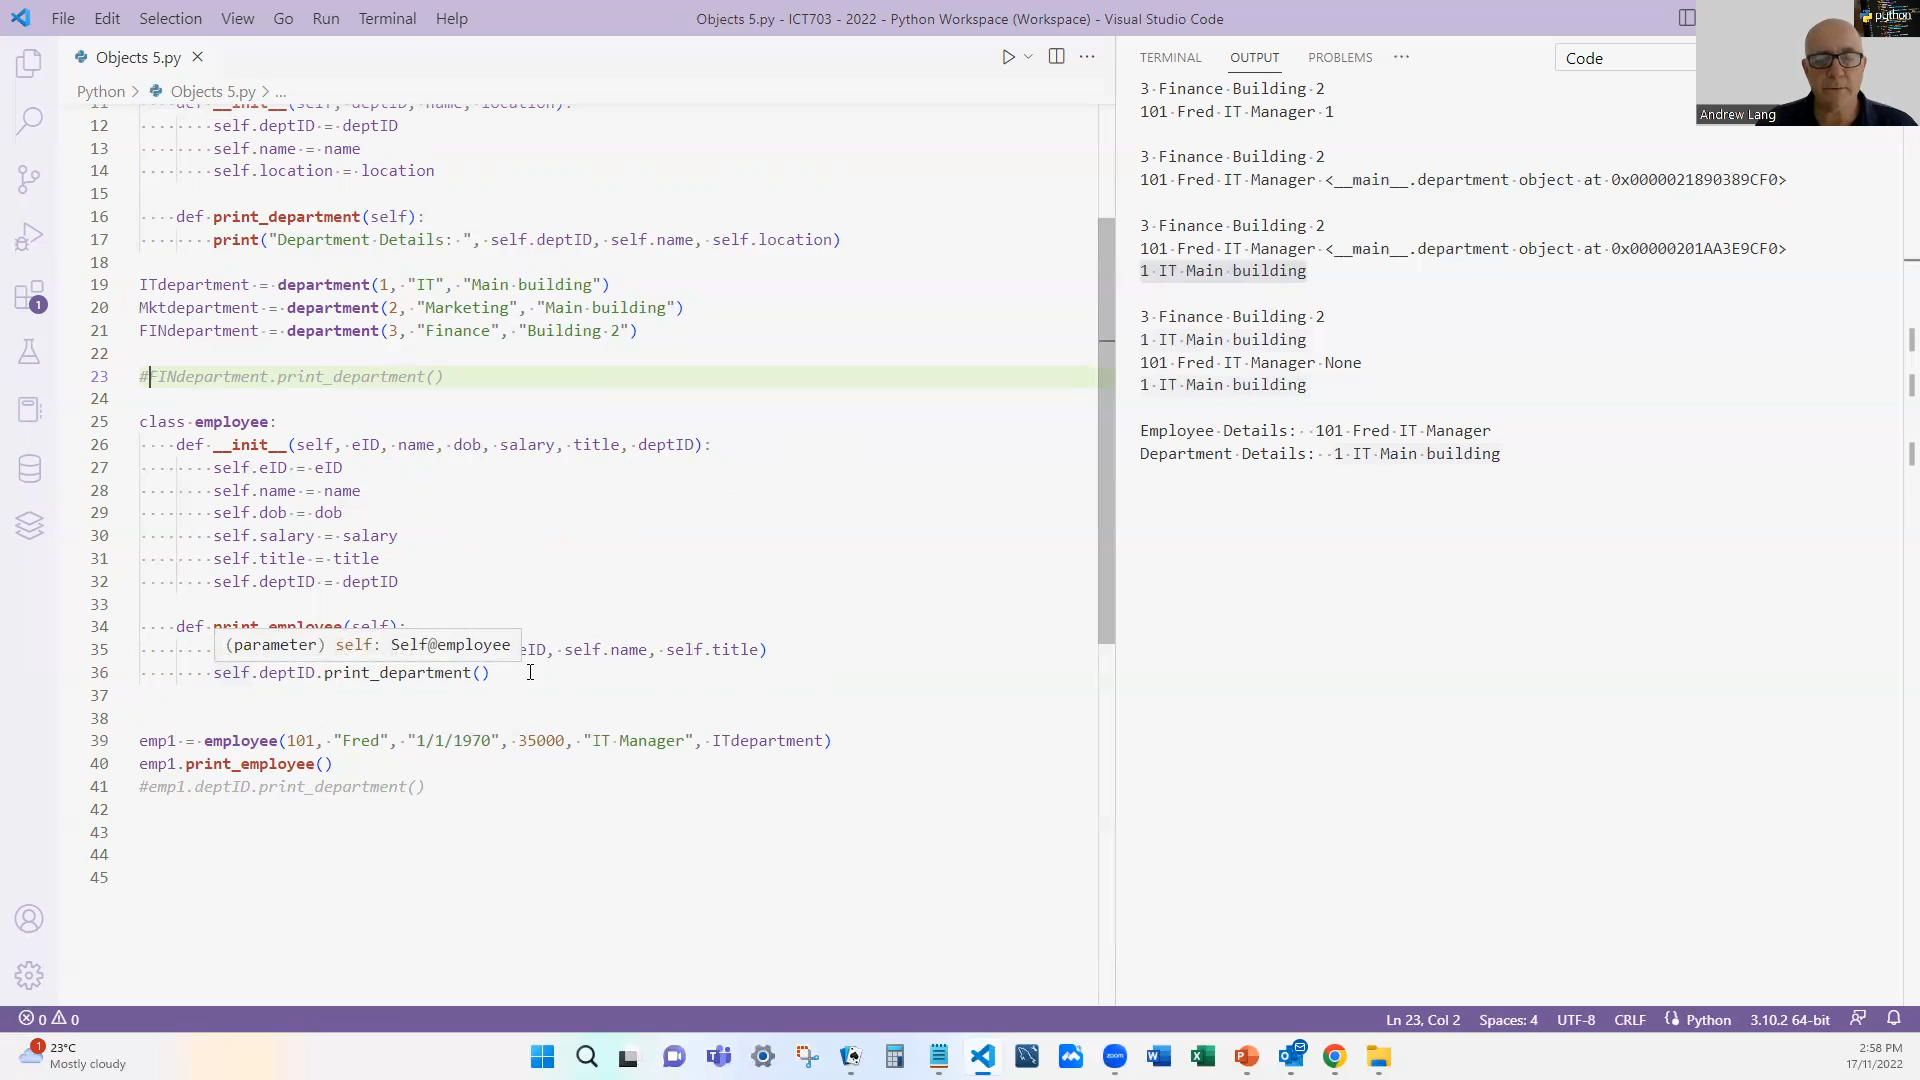 File Edit Selection View Go Run Terminal Help
Objects 5.py - ICT703 - 2022 - Python Workspace (Workspace) - Visual Studio Code
python
Andrew Lang
Objects 5.py
Python > Objects 5.py > ...
12 self.deptID = deptID
13 self.name = name
14 self.location = location
15
16 def print_department(self):
17 print("Department Details: ", self.deptID, self.name, self.location)
18
19 ITdepartment = department(1, "IT", "Main building")
20 Mktdepartment = department(2, "Marketing", "Main building")
21 FINdepartment = department(3, "Finance", "Building 2")
22
23 #FINdepartment.print_department()
24
25 class employee:
26 def __init__(self, eID, name, dob, salary, title, deptID):
27 self.eID = eID
28 self.name = name
29 self.dob = dob
30 self.salary = salary
31 self.title = title
32 self.deptID = deptID
33
34 def print_employee(self):
(parameter) self: Self@employee
35 eID, self.name, self.title)
36 self.deptID.print_department()
37
38
39 emp1 = employee(101, "Fred", "1/1/1970", 35000, "IT Manager", ITdepartment)
40 emp1.print_employee()
41 #emp1.deptID.print_department()
42
43
44
45
TERMINAL OUTPUT PROBLEMS ...
Code
3 Finance Building 2
101 Fred IT Manager 1
3 Finance Building 2
101 Fred IT Manager <__main__.department object at 0x0000021890389CF0>
3 Finance Building 2
101 Fred IT Manager <__main__.department object at 0x00000201AA3E9CF0>
1 IT Main building
3 Finance Building 2
1 IT Main building
101 Fred IT Manager None
1 IT Main building
Employee Details:  101 Fred IT Manager
Department Details:  1 IT Main building
1
0 0
Ln 23, Col 2 Spaces: 4 UTF-8 CRLF Python 3.10.2 64-bit
1
23°C
Mostly cloudy
zoom
2:58 PM
17/11/2022